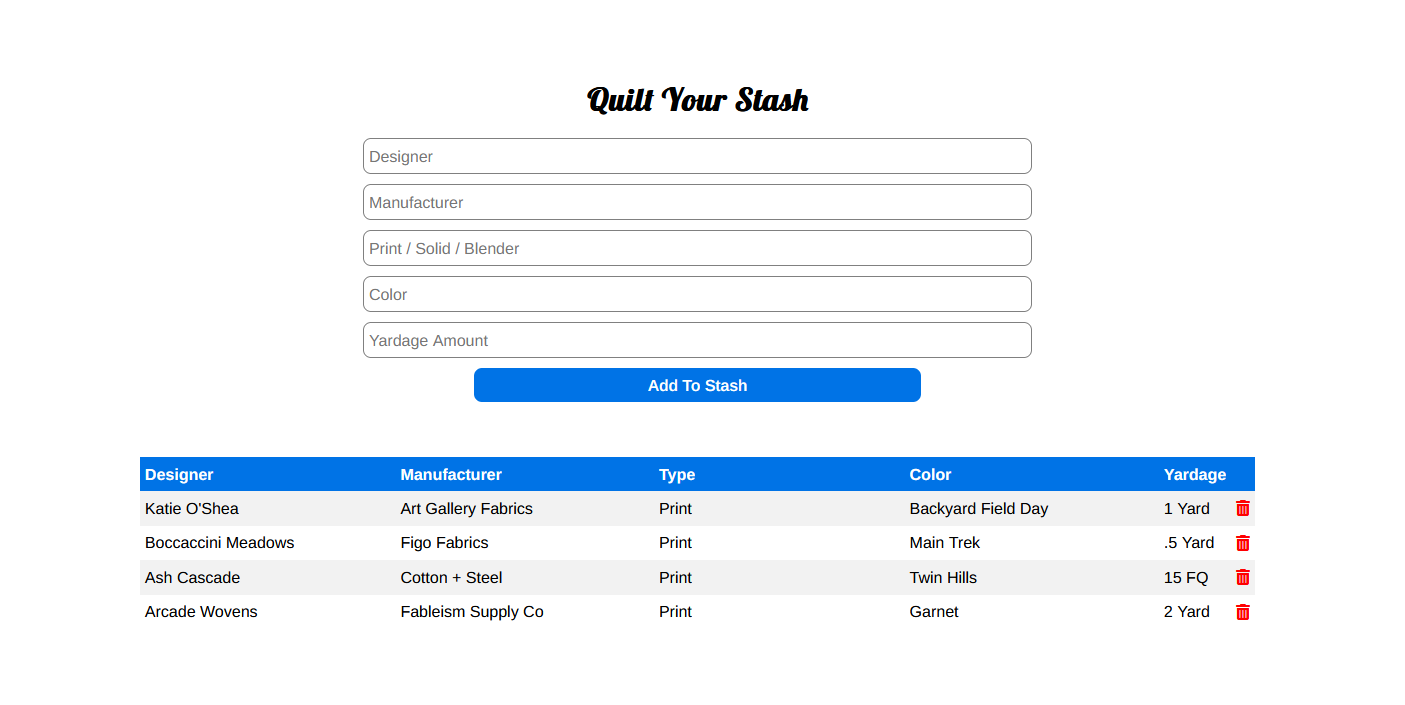 Quilt Your Stash
Designer
Manufacturer
Print / Solid / Blender
Color
Yardage Amount
Add To Stash
Designer Manufacturer Type Color Yardage
Katie O'Shea Art Gallery Fabrics Print Backyard Field Day 1 Yard
Boccaccini Meadows Figo Fabrics Print Main Trek .5 Yard
Ash Cascade Cotton + Steel Print Twin Hills 15 FQ
Arcade Wovens Fableism Supply Co Print Garnet 2 Yard